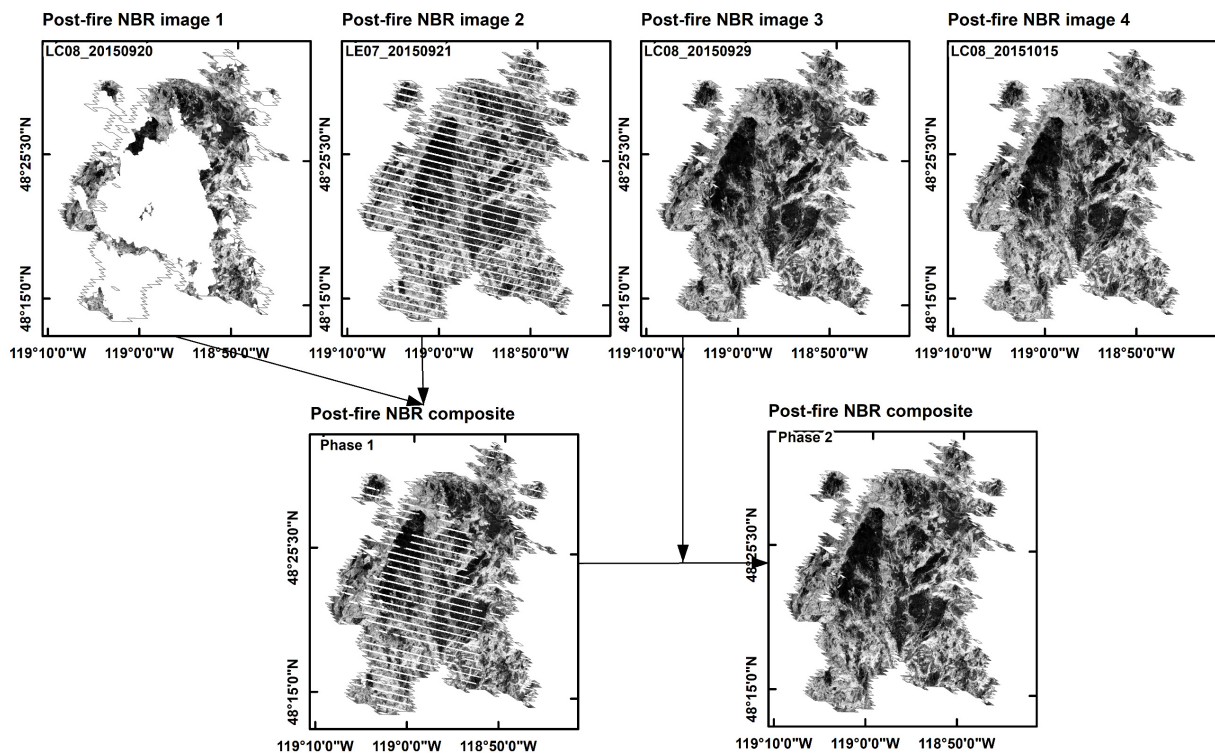 Post-fire NBR image 1
Post-fire NBR image 2
Post-fire NBR image 3
Post-fire NBR image 4
LC08_20150920
LE07_20150921
LC08_20150929
LC08_20151015
48°25'30"N
48°15'0"N
48°25'30"N
48°15'0"N
48°25'30"N
48°15'0"N
48°25'30"N
48°15'0"N
119°10'0"W 119°0'0"W 118°50'0"W
119°10'0"W 119°0'0"W 118°50'0"W
119°10'0"W 119°0'0"W 118°50'0"W
119°10'0"W 119°0'0"W 118°50'0"W
Post-fire NBR composite
Post-fire NBR composite
Phase 1
Phase 2
48°25'30"N
48°15'0"N
48°25'30"N
48°15'0"N
119°10'0"W 119°0'0"W 118°50'0"W
119°10'0"W 119°0'0"W 118°50'0"W